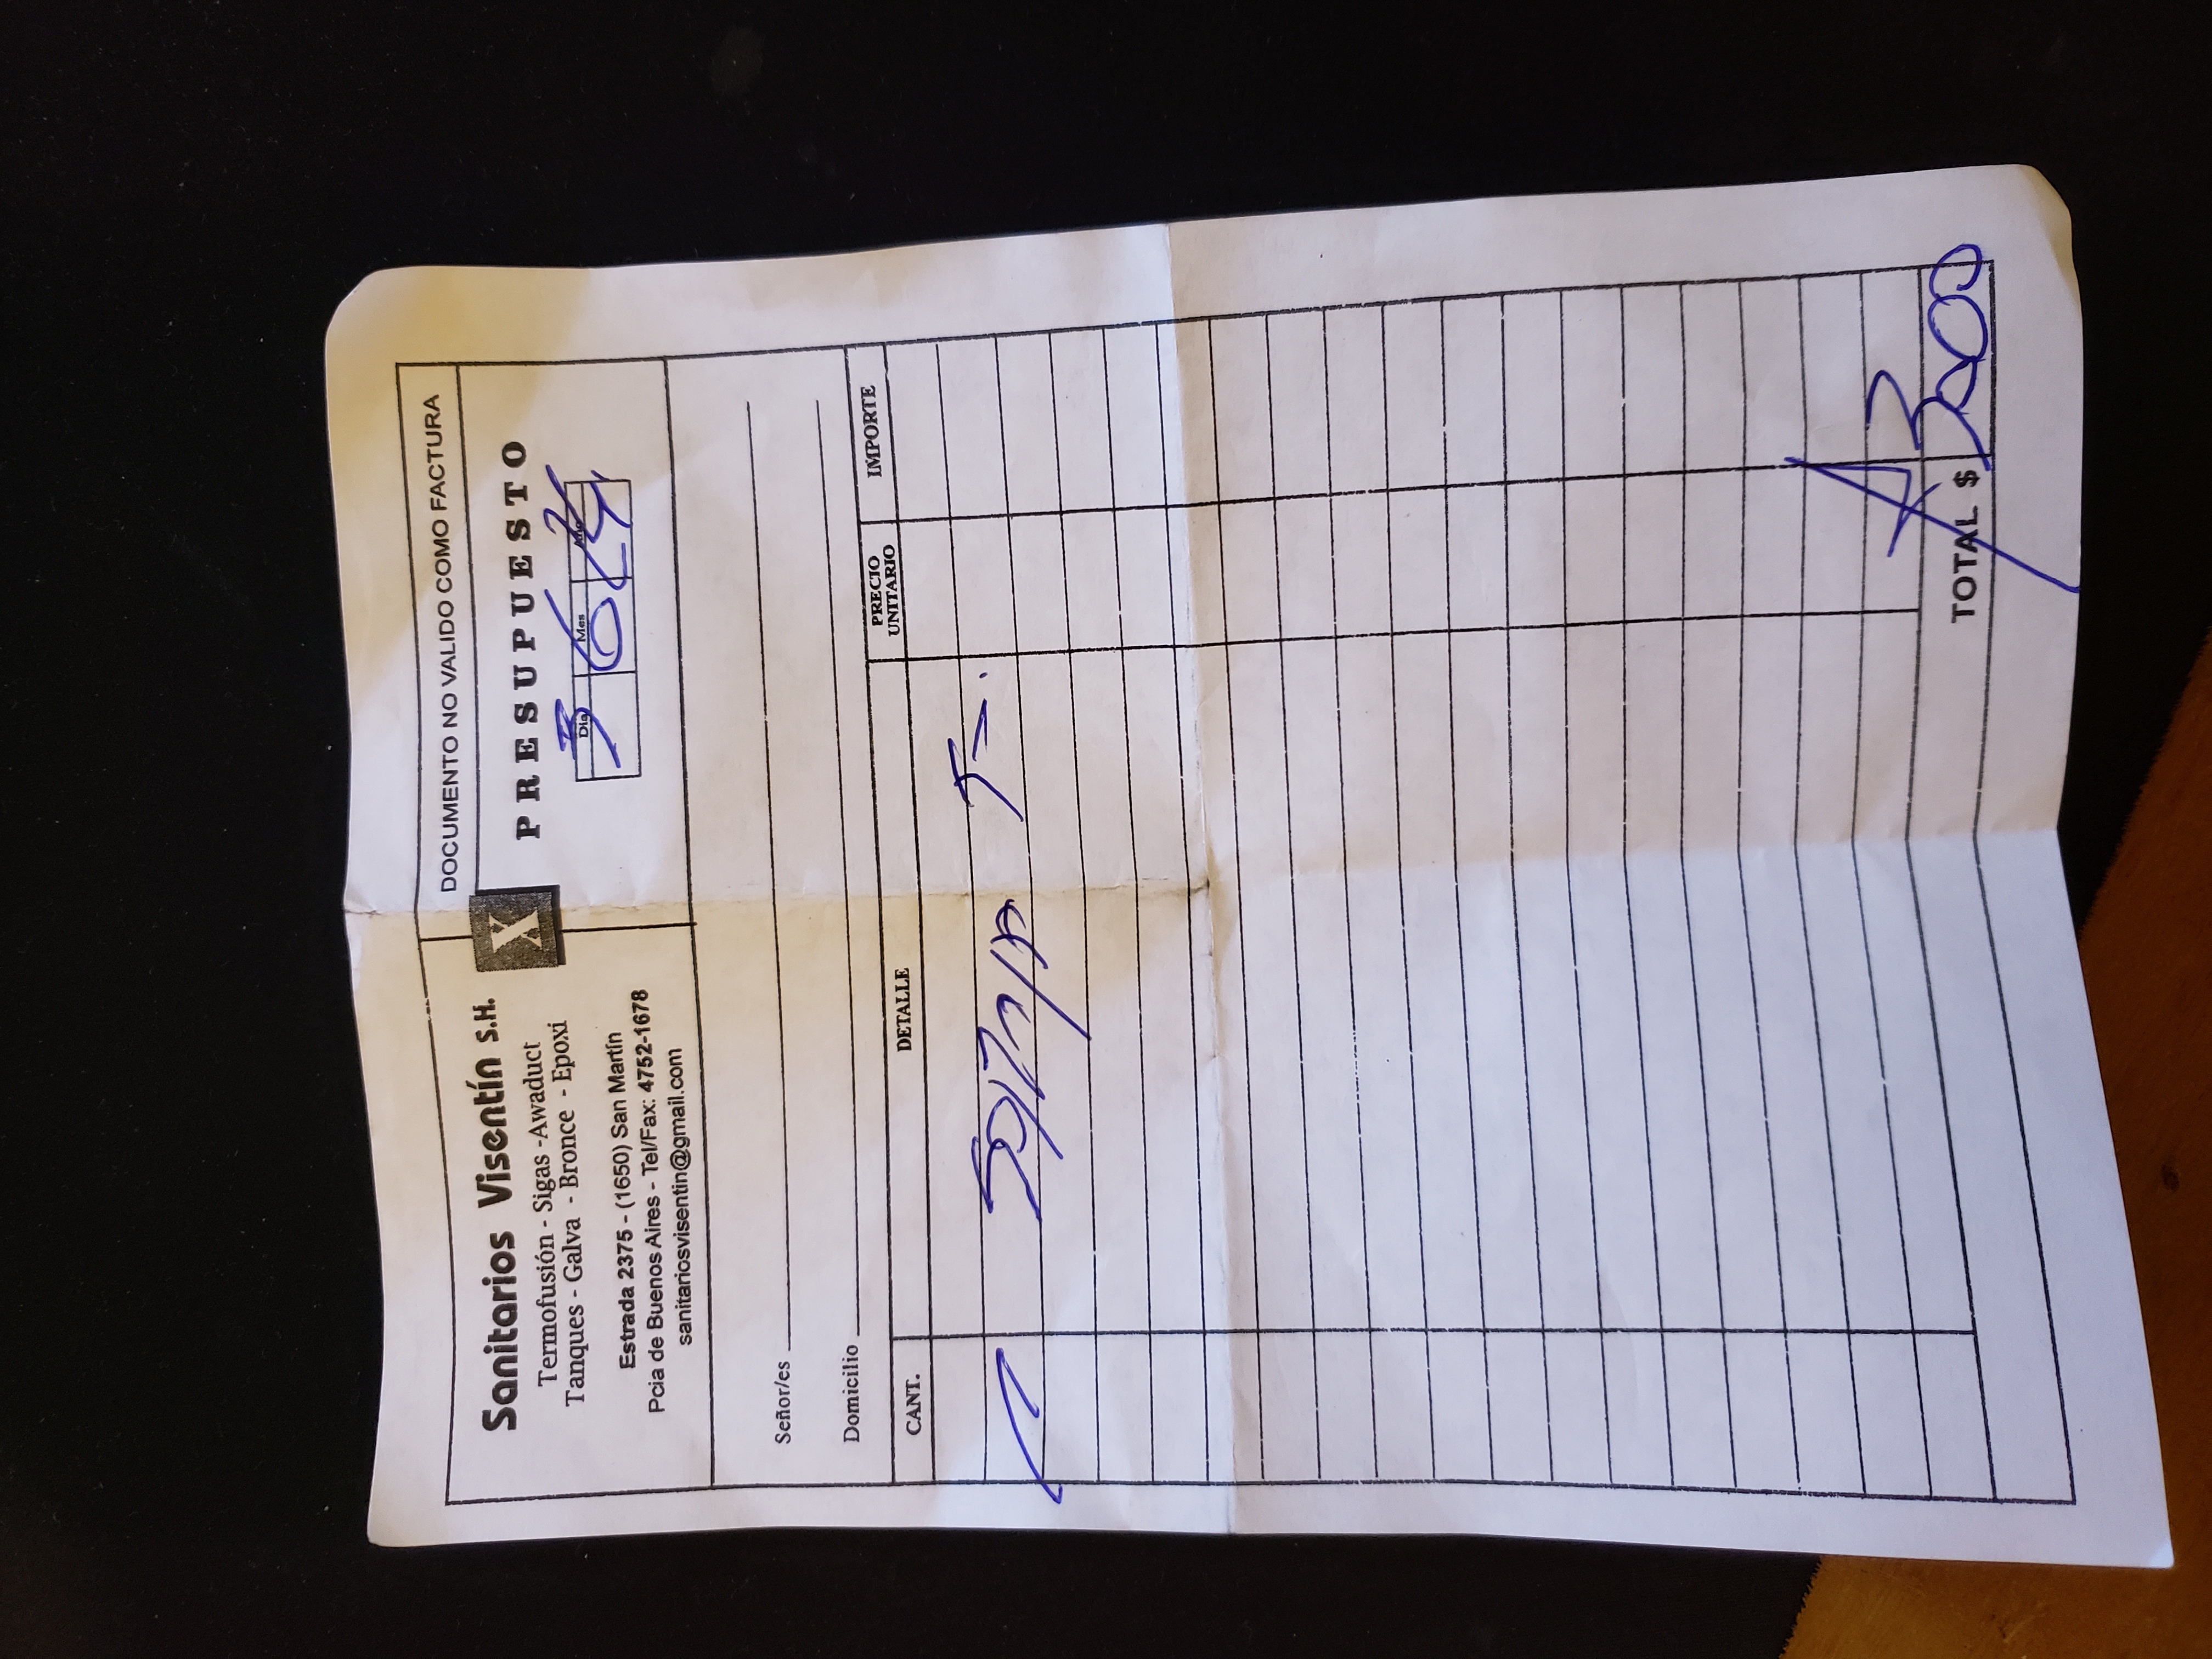 DOCUMENTO NO VALIDO COMO FACTURA
Sanitarios Visentín S.H.
X
PRESUPUESTO
Termofusión - Sigas -Awaduct
Tanques - Galva - Bronce - Epoxi
Dia Mes Año
3 6 24
Estrada 2375 - (1650) San Martín
Pcia de Buenos Aires - Tel/Fax: 4752-1678
sanitariosvisentin@gmail.com
Señor/es
Domicilio
CANT. DETALLE PRECIO UNITARIO IMPORTE
1
TOTAL $ 3000